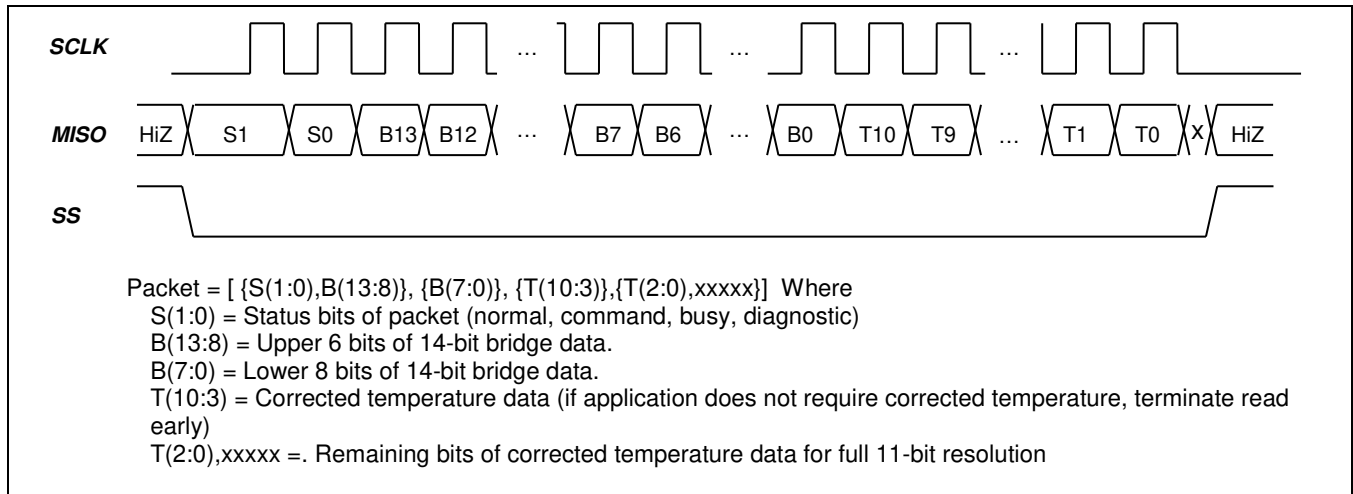 SCLK ... ... ...
MISO HiZ S1 S0 B13 B12 ... B7 B6 ... B0 T10 T9 ... T1 T0 x HiZ
SS
Packet = [ {S(1:0),B(13:8)}, {B(7:0)}, {T(10:3)},{T(2:0),xxxxx}] Where
S(1:0) = Status bits of packet (normal, command, busy, diagnostic)
B(13:8) = Upper 6 bits of 14-bit bridge data.
B(7:0) = Lower 8 bits of 14-bit bridge data.
T(10:3) = Corrected temperature data (if application does not require corrected temperature, terminate read
early)
T(2:0),xxxxx =. Remaining bits of corrected temperature data for full 11-bit resolution